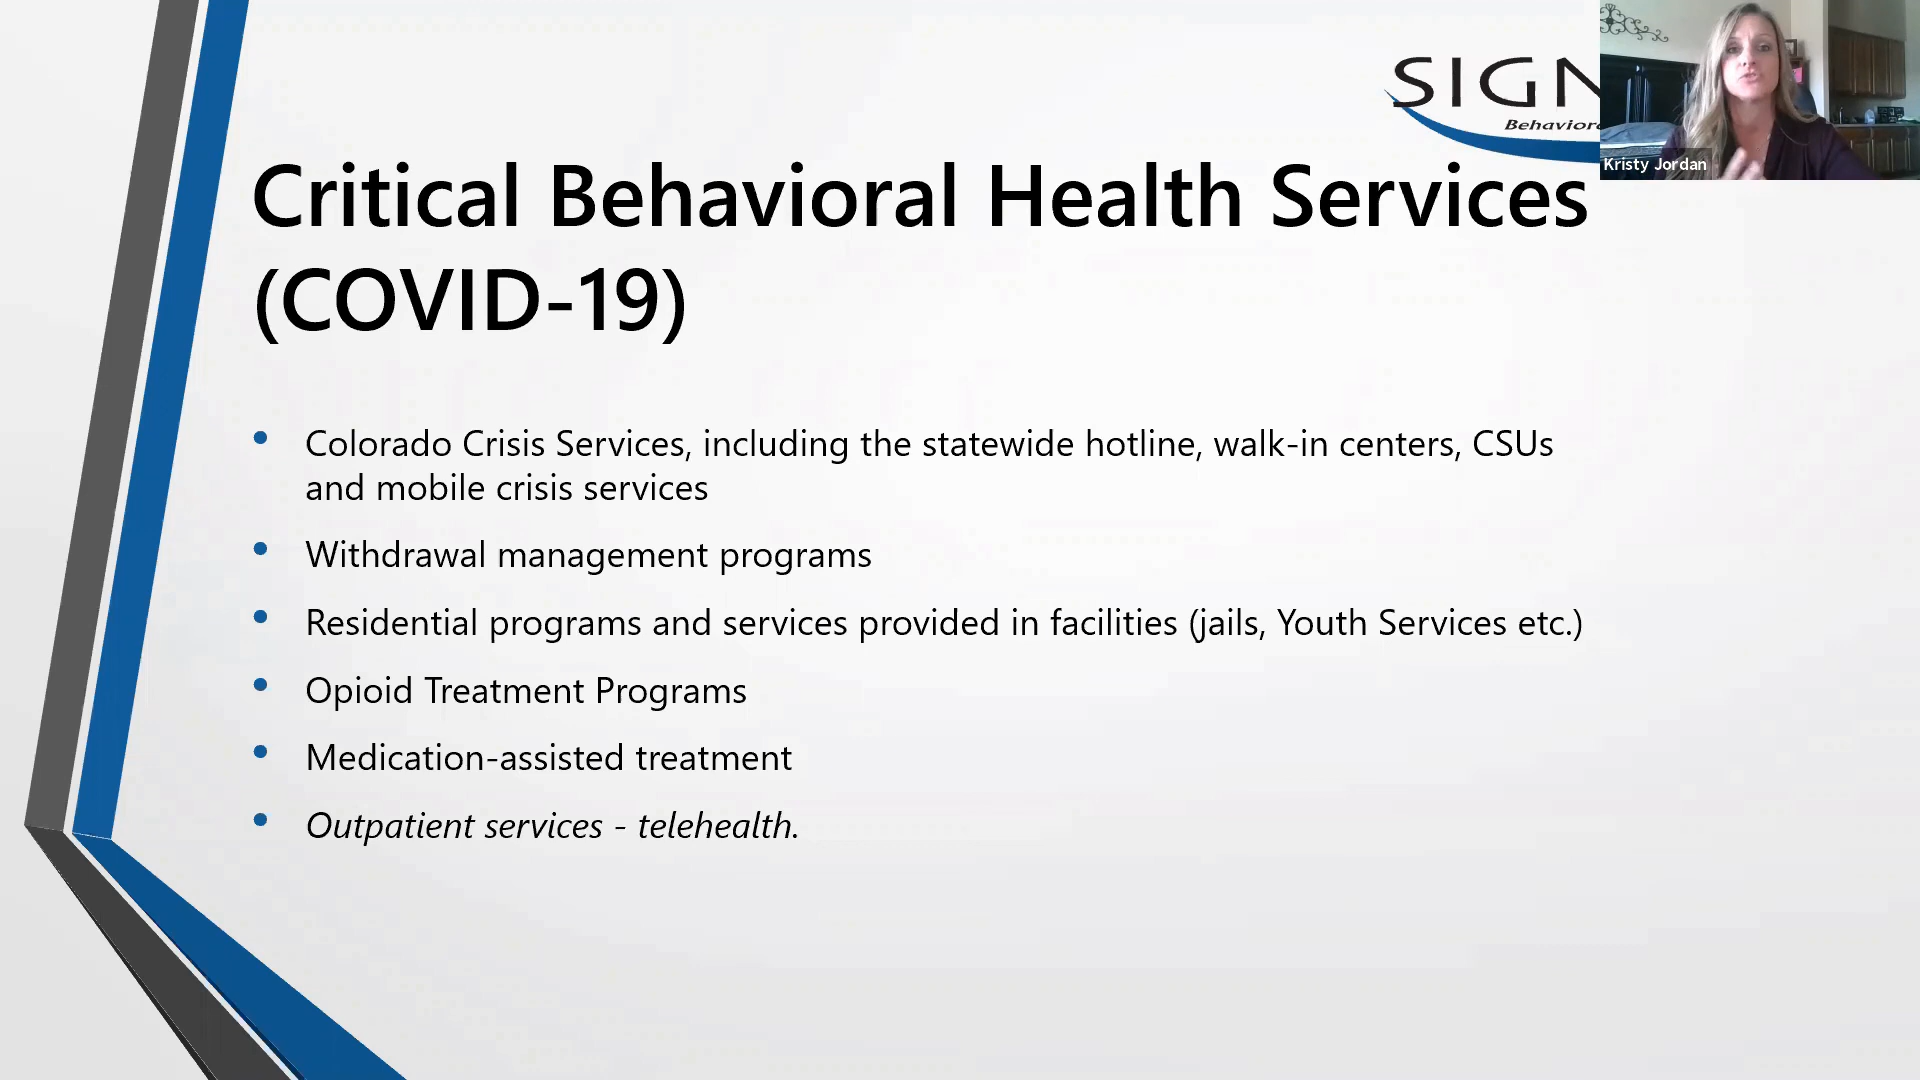 SIGN
Behavior
Kristy Jordan
Critical Behavioral Health Services
(COVID-19)
• Colorado Crisis Services, including the statewide hotline, walk-in centers, CSUs
and mobile crisis services
• Withdrawal management programs
• Residential programs and services provided in facilities (jails, Youth Services etc.)
• Opioid Treatment Programs
• Medication-assisted treatment
• Outpatient services - telehealth.